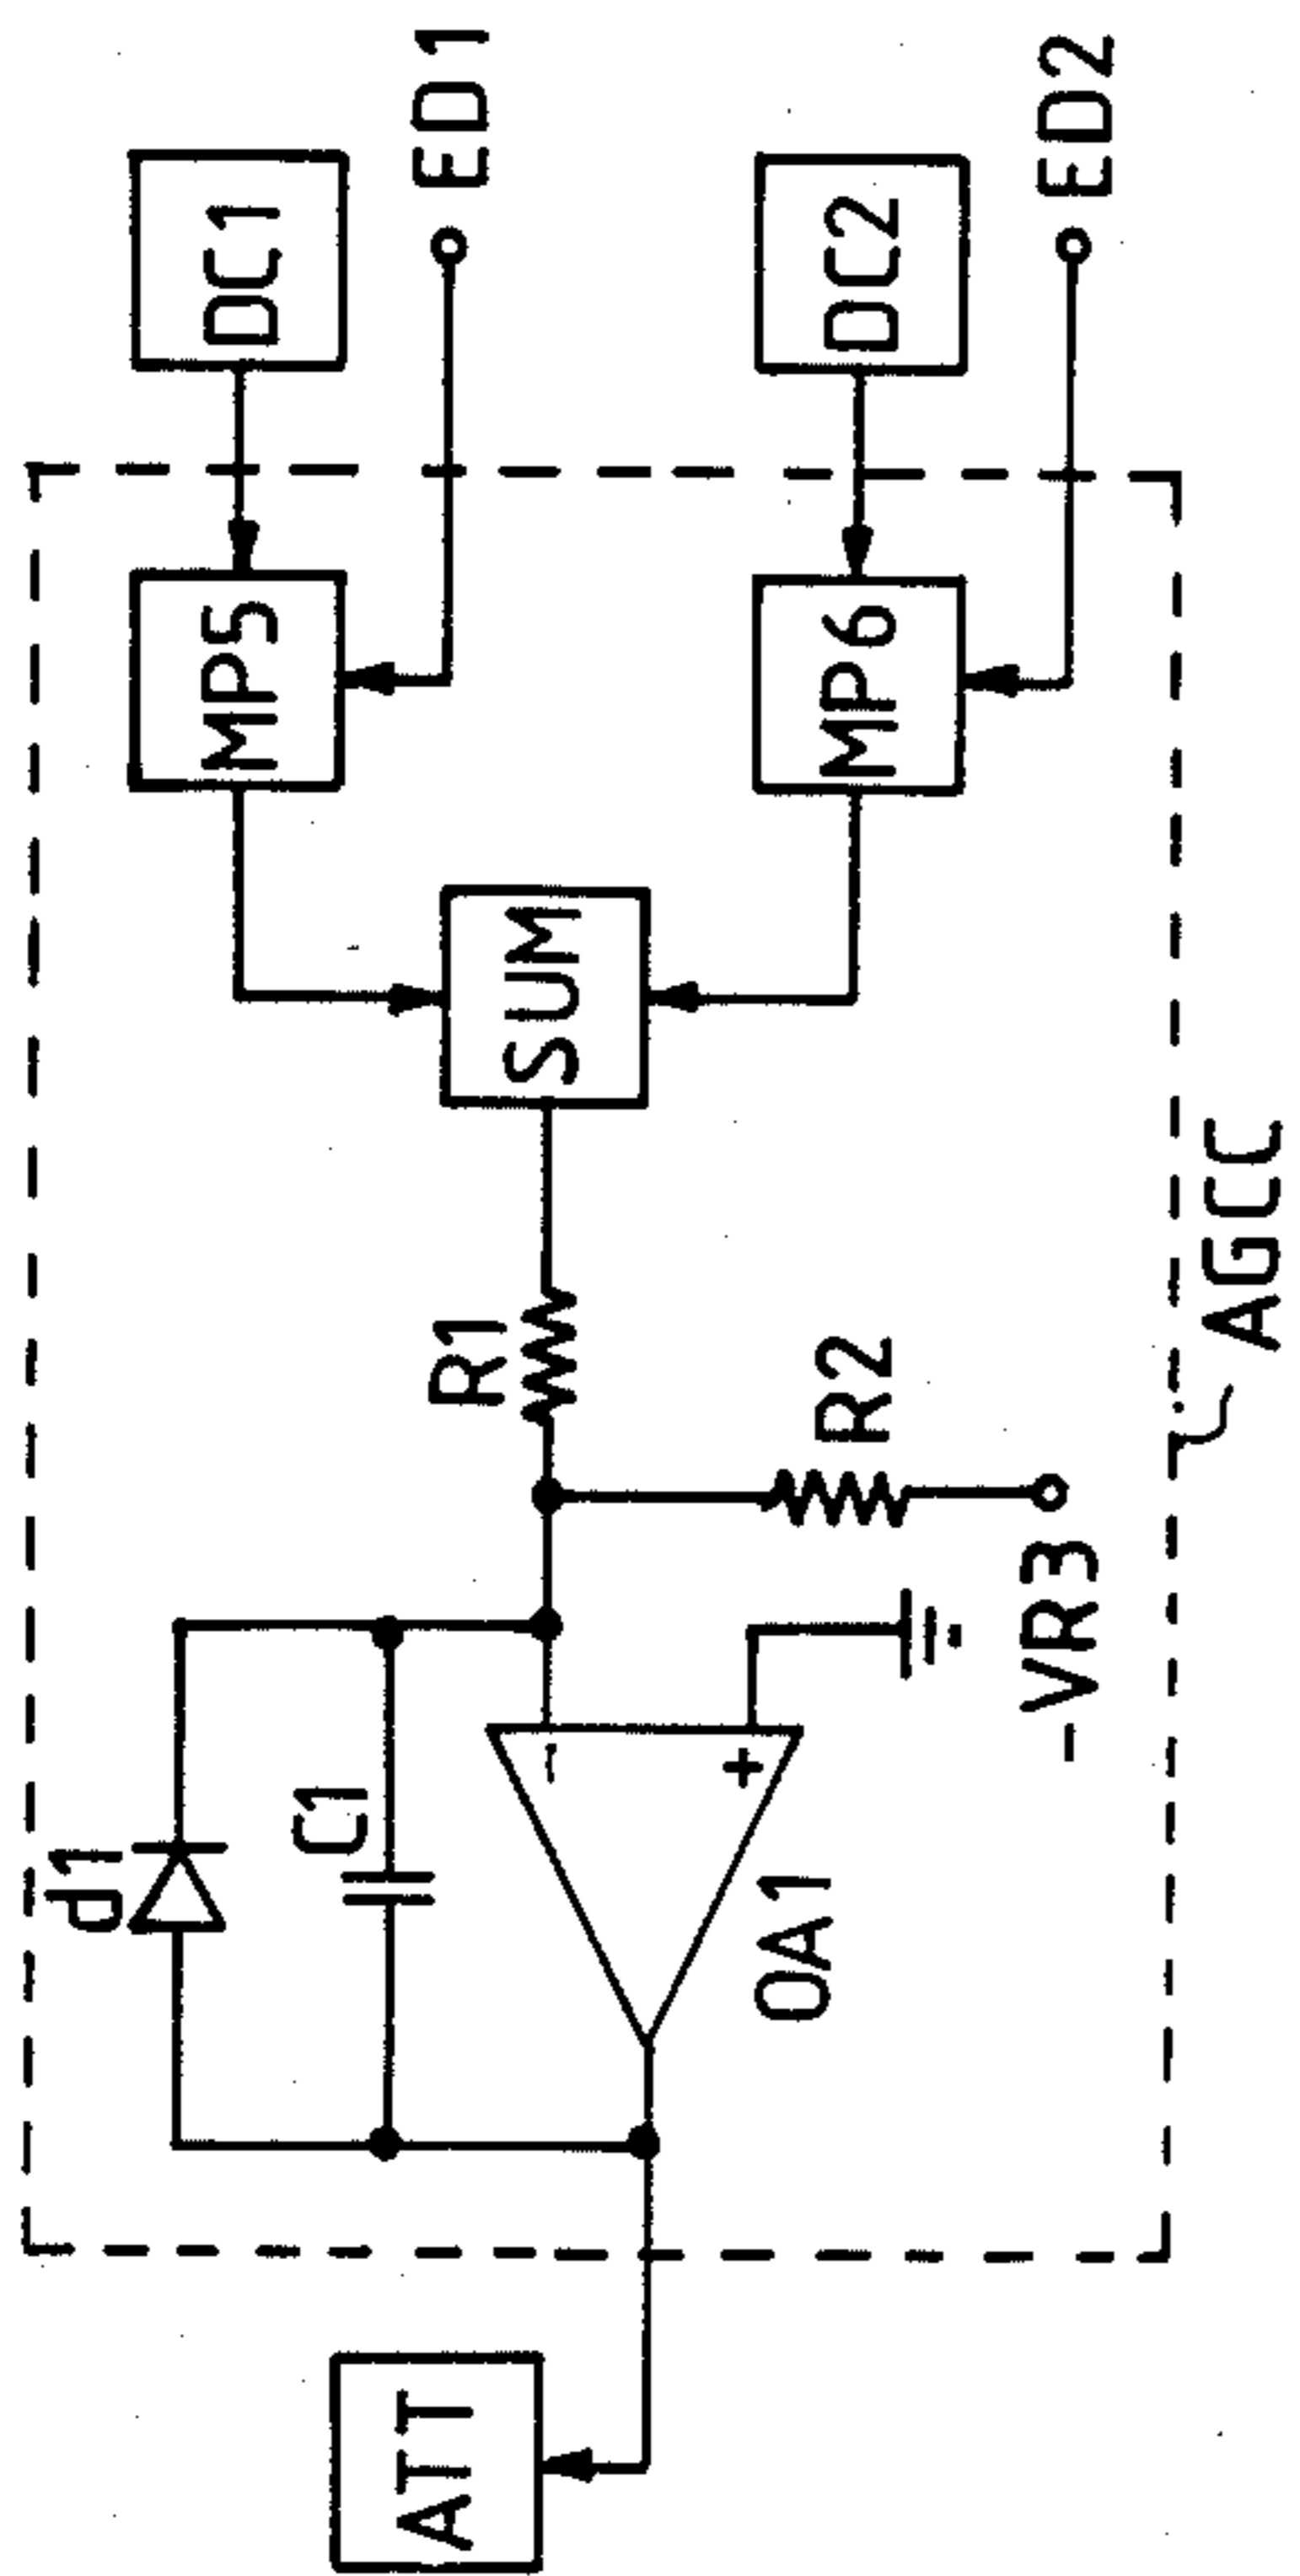 d1
C1
ATT
OA1
-
+
R1
R2
-VR3
SUM
MP5
MP6
DC1
ED1
DC2
ED2
AGCC